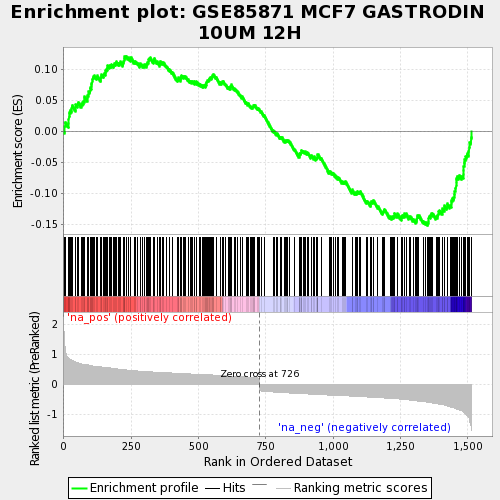 Enrichment plot: GSE85871 MCF7 GASTRODIN
10UM 12H
Enrichment score (ES)
0.10
0.05
0.00
-0.05
-0.10
-0.15
Ranked list metric (PreRanked)
2
1
0
-1
'na_pos' (positively correlated)
Zero cross at 726
'na_neg' (negatively correlated)
0
250
500
750
1,000
1,250
1,500
Rank in Ordered Dataset
Enrichment profile
Hits
Ranking metric scores